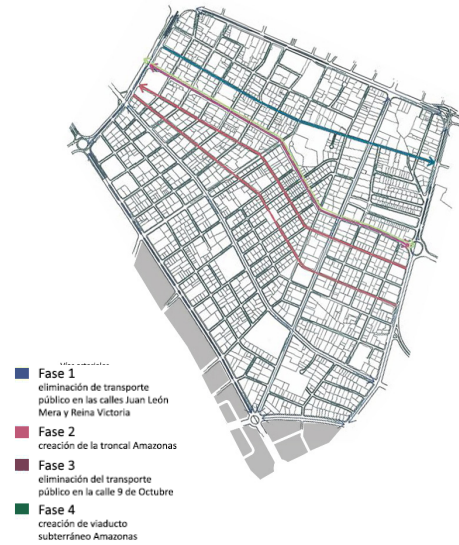 Fase 1
eliminación de transporte
público en las calles Juan León
Mera y Reina Victoria
Fase 2
creación de la troncal Amazonas
Fase 3
eliminación del transporte
público en la calle 9 de Octubre
Fase 4
creación de viaducto
subterráneo Amazonas